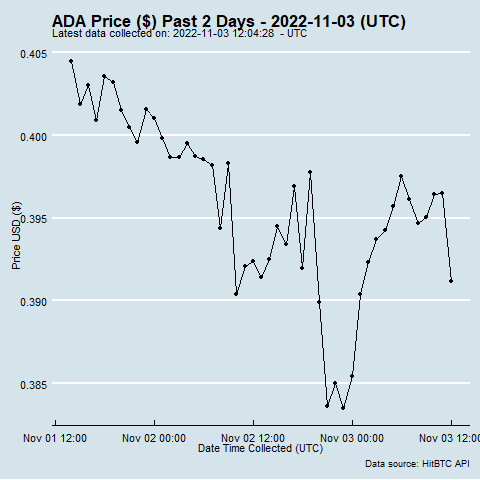 ADA Price ($) Past 2 Days - 2022-11-03 (UTC)
Latest data collected on: 2022-11-03 12:04:28  - UTC
0.405
0.400
0.395
0.390
0.385
Price USD ($)
Nov 01 12:00 Nov 02 00:00 Nov 02 12:00 Nov 03 00:00 Nov 03 12:00
Date Time Collected (UTC)
Data source: HitBTC API